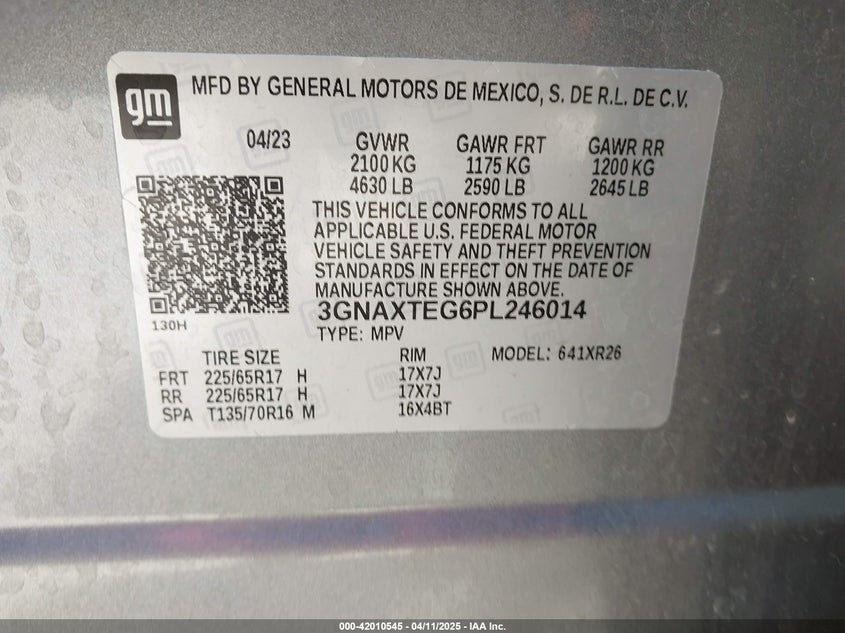 gm
MFD BY GENERAL MOTORS DE MEXICO, S. DE R.L. DE C.V.
04/23 GVWR GAWR FRT GAWR RR
2100 KG 1175 KG 1200 KG
4630 LB 2590 LB 2645 LB
THIS VEHICLE CONFORMS TO ALL
APPLICABLE U.S. FEDERAL MOTOR
VEHICLE SAFETY AND THEFT PREVENTION
STANDARDS IN EFFECT ON THE DATE OF
MANUFACTURE SHOWN ABOVE.
3GNAXTEG6PL246014
130H
TYPE: MPV
TIRE SIZE RIM MODEL: 641XR26
FRT 225/65R17 H 17X7J
RR 225/65R17 H 17X7J
SPA T135/70R16 M 16X4BT
000-42010545 - 04/11/2025 - IAA Inc.